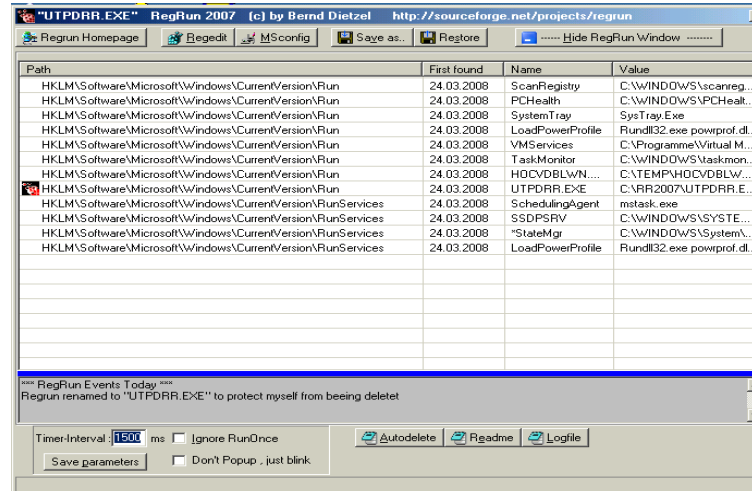 "UTPDRR.EXE" RegRun 2007 (c) by Bernd Dietzel http://sourceforge.net/projects/regrun
Regrun Homepage Regedit MSconfig Save as.. Restore ------ Hide RegRun Window --------
Path First found Name Value
HKLM\Software\Microsoft\Windows\CurrentVersion\Run 24.03.2008 ScanRegistry C:\WINDOWS\scanreg...
HKLM\Software\Microsoft\Windows\CurrentVersion\Run 24.03.2008 PCHealth C:\WINDOWS\PCHealt...
HKLM\Software\Microsoft\Windows\CurrentVersion\Run 24.03.2008 SystemTray SysTray.Exe
HKLM\Software\Microsoft\Windows\CurrentVersion\Run 24.03.2008 LoadPowerProfile Rundll32.exe powrprof.dl...
HKLM\Software\Microsoft\Windows\CurrentVersion\Run 24.03.2008 VMServices C:\Programme\Virtual M...
HKLM\Software\Microsoft\Windows\CurrentVersion\Run 24.03.2008 TaskMonitor C:\WINDOWS\taskmon...
HKLM\Software\Microsoft\Windows\CurrentVersion\Run 24.03.2008 HOCVDBLWN.... C:\TEMP\HOCVDBLW...
HKLM\Software\Microsoft\Windows\CurrentVersion\Run 24.03.2008 UTPDRR.EXE C:\RR2007\UTPDRR.E...
HKLM\Software\Microsoft\Windows\CurrentVersion\RunServices 24.03.2008 SchedulingAgent mstask.exe
HKLM\Software\Microsoft\Windows\CurrentVersion\RunServices 24.03.2008 SSDPSRV C:\WINDOWS\SYSTE...
HKLM\Software\Microsoft\Windows\CurrentVersion\RunServices 24.03.2008 *StateMgr C:\WINDOWS\System\...
HKLM\Software\Microsoft\Windows\CurrentVersion\RunServices 24.03.2008 LoadPowerProfile Rundll32.exe powrprof.dl...
*** RegRun Events Today ***
Regrun renamed to "UTPDRR.EXE" to protect myself from beeing deletet
Timer-Interval : 1500 ms Ignore RunOnce Autodelete Readme Logfile
Save parameters Don't Popup , just blink